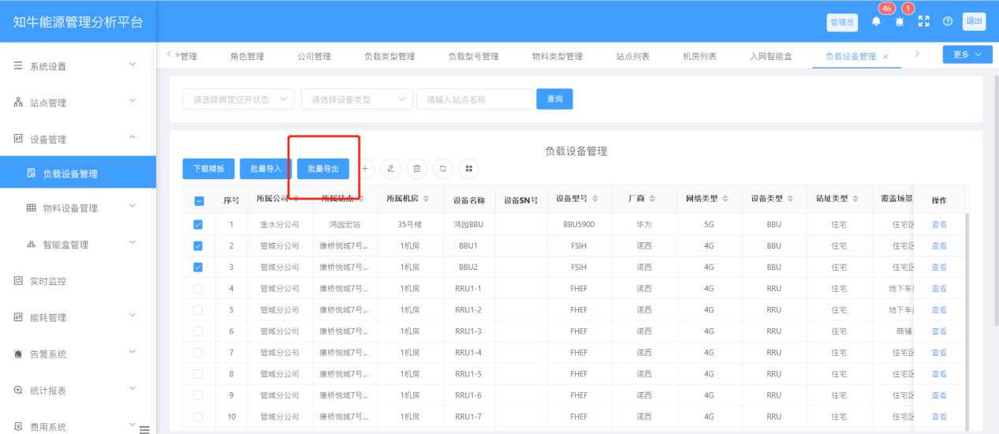 知牛能源管理分析平台
46
1
管理员
退出
系统设置
站点管理
设备管理
负载设备管理
物料设备管理
智能盒管理
实时监控
能耗管理
告警系统
统计报表
费用系统
管理 角色管理 公司管理 负载类型管理 负载型号管理 物料类型管理 站点列表 机房列表 入网智能盒 负载设备管理 × 更多
请选择绑定空开状态 请选择设备类型 请输入站点名称 查询
负载设备管理
下载模板 批量导入 批量导出
序号 所属公司 所属站点 所属机房 设备名称 设备SN号 设备型号 厂商 网络类型 设备类型 站址类型 覆盖场景 操作
1 金水分公司 鸿园宏站 35号楼 鸿园BBU BBU5900 华为 5G BBU 住宅 住宅区 查看
2 管城分公司 康桥悦城7号... 1机房 BBU1 FSIH 诺西 4G BBU 住宅 住宅区 查看
3 管城分公司 康桥悦城7号... 1机房 BBU2 FSIH 诺西 4G BBU 住宅 住宅区 查看
4 管城分公司 康桥悦城7号... 1机房 RRU1-1 FHEF 诺西 4G RRU 住宅 地下车 查看
5 管城分公司 康桥悦城7号... 1机房 RRU1-2 FHEF 诺西 4G RRU 住宅 地下车 查看
6 管城分公司 康桥悦城7号... 1机房 RRU1-3 FHEF 诺西 4G RRU 住宅 商铺 查看
7 管城分公司 康桥悦城7号... 1机房 RRU1-4 FHEF 诺西 4G RRU 住宅 住宅区 查看
8 管城分公司 康桥悦城7号... 1机房 RRU1-5 FHEF 诺西 4G RRU 住宅 住宅区 查看
9 管城分公司 康桥悦城7号... 1机房 RRU1-6 FHEF 诺西 4G RRU 住宅 住宅区 查看
10 管城分公司 康桥悦城7号... 1机房 RRU1-7 FHEF 诺西 4G RRU 住宅 住宅区 查看